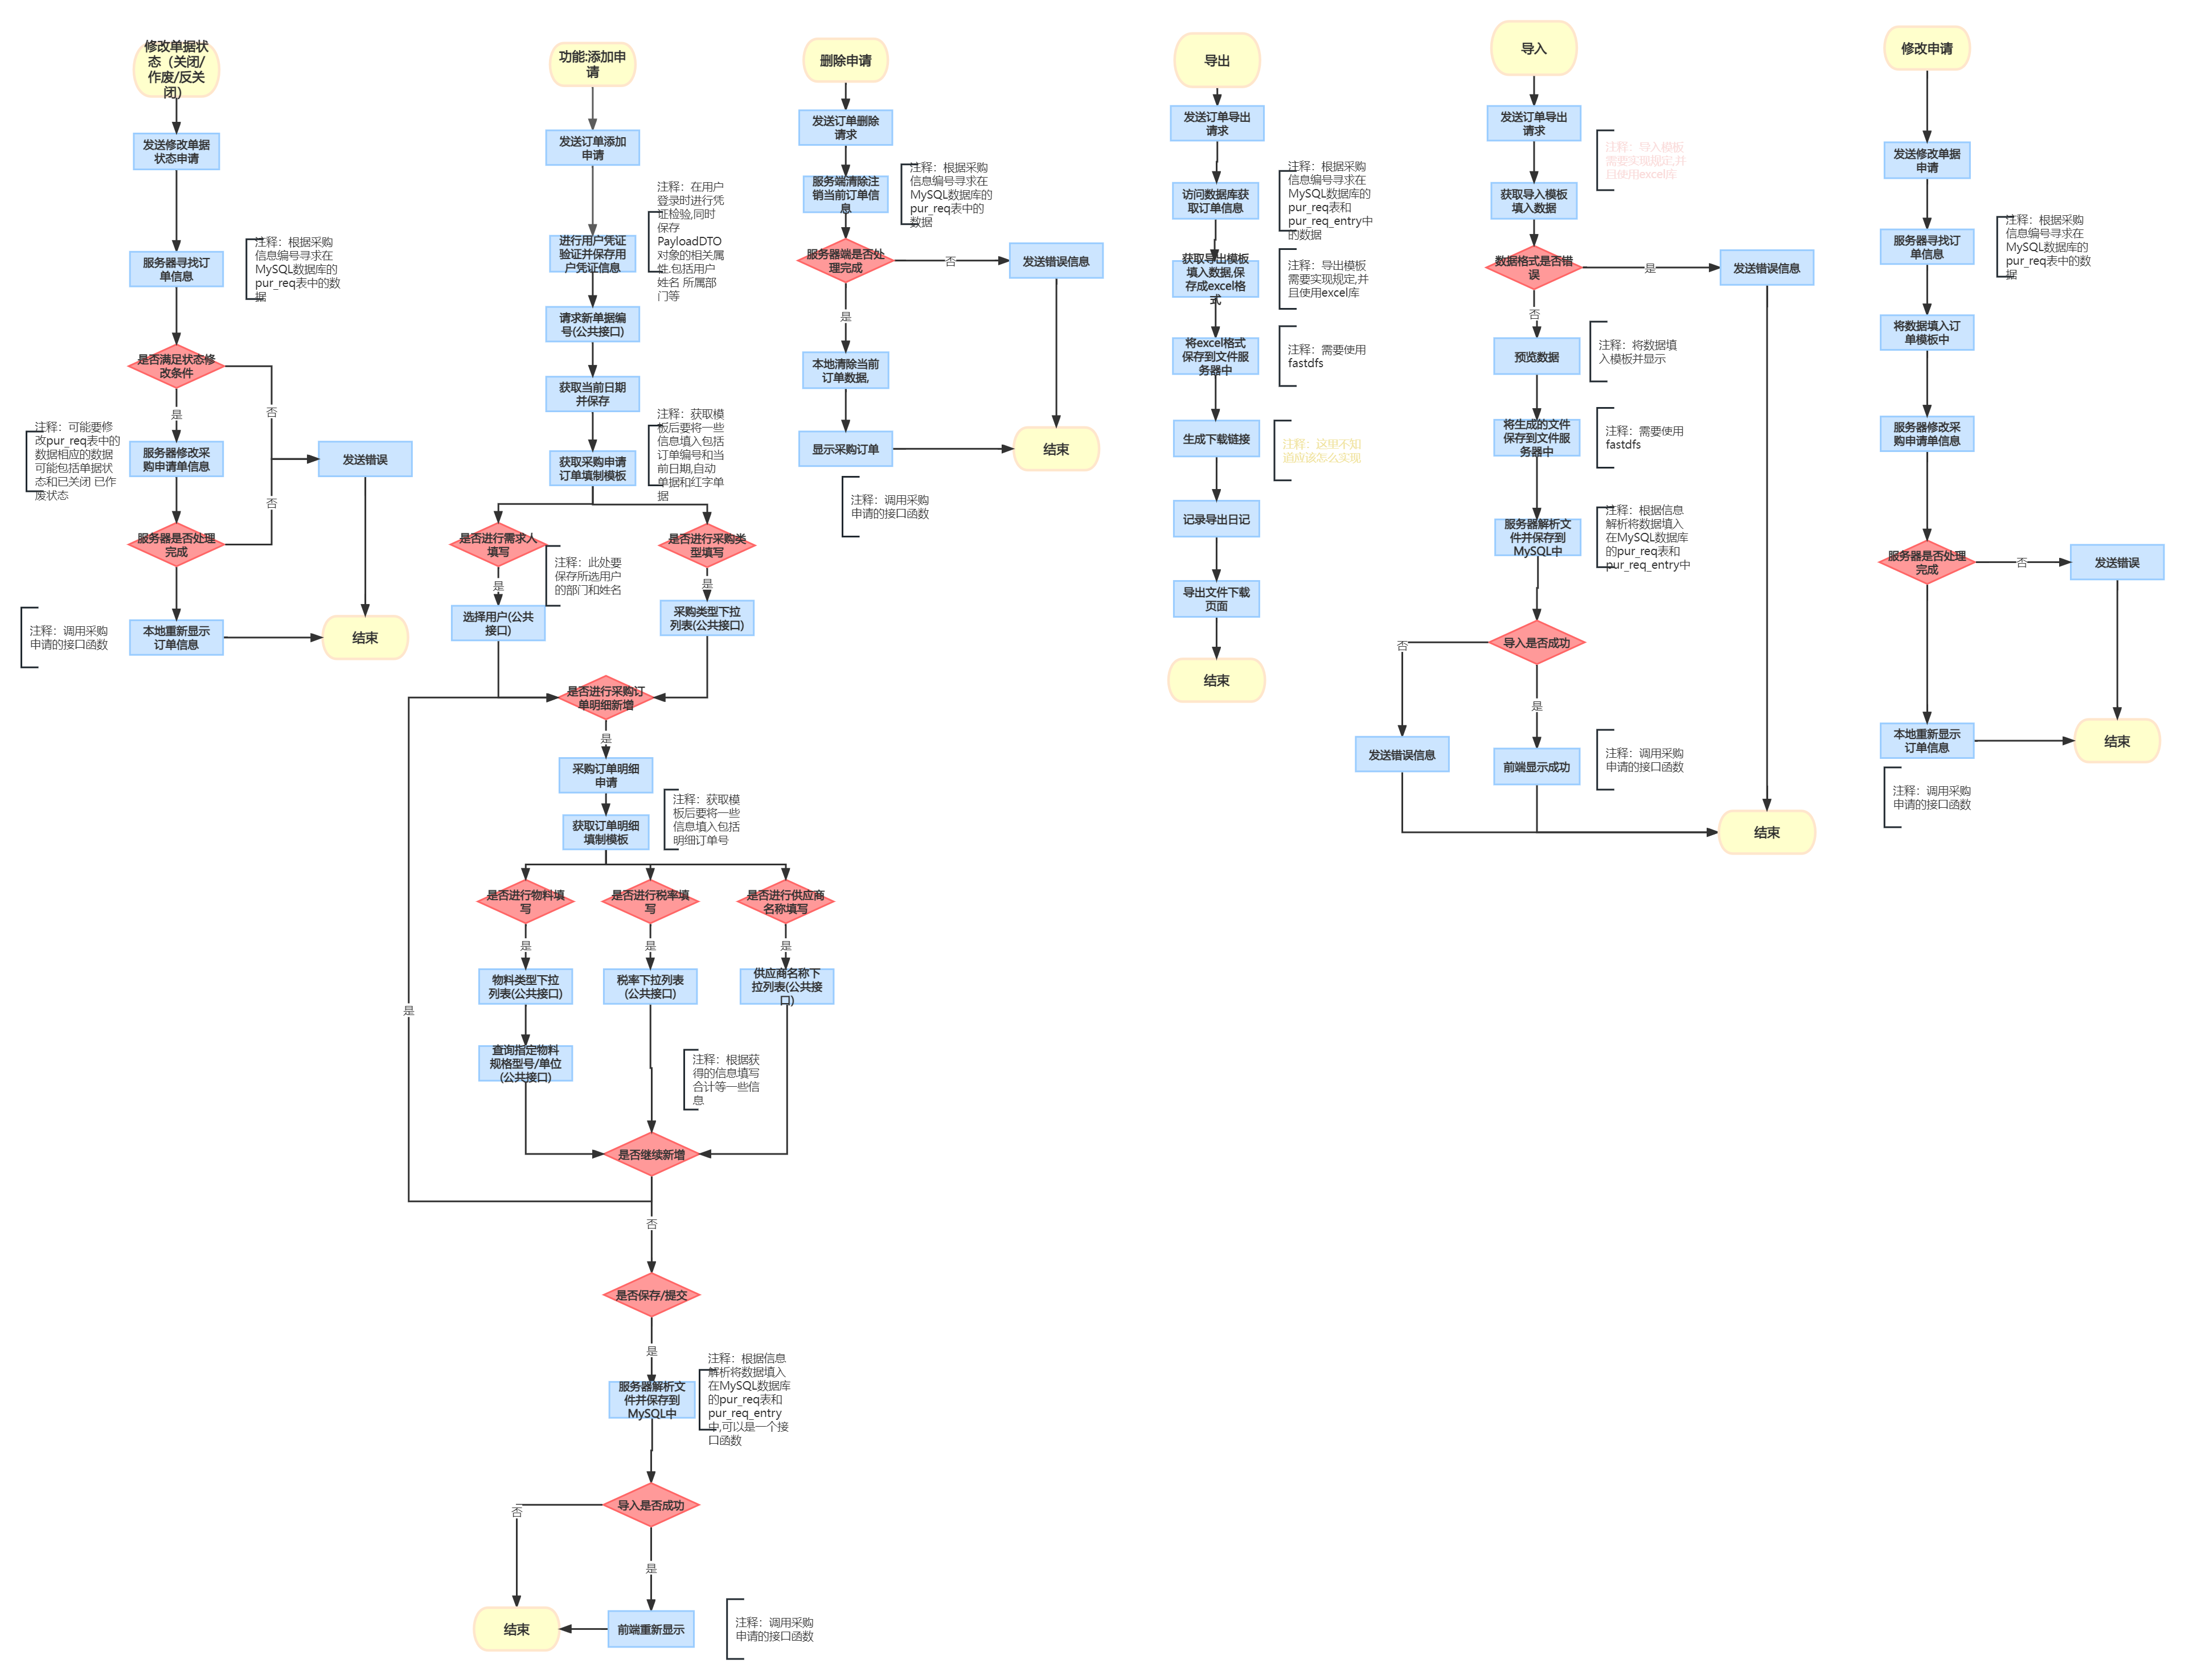 修改单据状
态（关闭/
作废/反关
闭）
发送修改单据
状态申请
服务器寻找订
单信息
注释：根据采购
信息编号寻求在
MySQL数据库的
pur_req表中的数
据
是否满足状态修
改条件
是
否
注释：可能要修
改pur_req表中的
数据相应的数据
可能包括单据状
态和已关闭 已作
废状态
服务器修改采
购申请单信息
发送错误
否
服务器是否处理
完成
注释：调用采购
申请的接口函数
本地重新显示
订单信息
结束
功能:添加申
请
发送订单添加
申请
注释：在用户
登录时进行凭
证检验,同时
保存
PayloadDTO
对象的相关属
性.包括用户
姓名 所属部
门等
进行用户凭证
验证并保存用
户凭证信息
请求新单据编
号(公共接口)
获取当前日期
并保存
注释：获取模
板后要将一些
信息填入包括
订单编号和当
前日期,自动
单据和红字单
据
获取采购申请
订单填制模板
是否进行需求人
填写
是否进行采购类
型填写
注释：此处要
保存所选用户
的部门和姓名
是
是
选择用户(公共
接口)
采购类型下拉
列表(公共接口)
是否进行采购订
单明细新增
是
采购订单明细
申请
注释：获取模
板后要将一些
信息填入包括
明细订单号
获取订单明细
填制模板
是否进行物料填
写
是否进行税率填
写
是否进行供应商
名称填写
是
是
是
物料类型下拉
列表(公共接口)
税率下拉列表
(公共接口)
供应商名称下
拉列表(公共接
口)
是
查询指定物料
规格型号/单位
(公共接口)
注释：根据获
得的信息填写
合计等一些信
息
是否继续新增
否
是否保存/提交
是
注释：根据信息
解析将数据填入
在MySQL数据库
的pur_req表和
pur_req_entry
中,可以是一个接
口函数
服务器解析文
件并保存到
MySQL中
导入是否成功
否
是
结束
前端重新显示
注释：调用采购
申请的接口函数
删除申请
发送订单删除
请求
服务端清除注
销当前订单信
息
注释：根据采购
信息编号寻求在
MySQL数据库的
pur_req表中的
数据
服务器端是否处
理完成
否
发送错误信息
是
本地清除当前
订单数据,
显示采购订单
结束
注释：调用采购
申请的接口函数
导出
发送订单导出
请求
访问数据库获
取订单信息
注释：根据采购
信息编号寻求在
MySQL数据库的
pur_req表和
pur_req_entry中
的数据
获取导出模板
填入数据,保
存成excel格
式
注释：导出模板
需要实现规定,并
且使用excel库
将excel格式
保存到文件服
务器中
注释：需要使用
fastdfs
生成下载链接
注释：这里不知
道应该怎么实现
记录导出日记
导出文件下载
页面
结束
导入
发送订单导出
请求
注释：导入模板
需要实现规定,并
且使用excel库
获取导入模板
填入数据
数据格式是否错
误
是
发送错误信息
否
预览数据
注释：将数据填
入模板并显示
将生成的文件
保存到文件服
务器中
注释：需要使用
fastdfs
服务器解析文
件并保存到
MySQL中
注释：根据信息
解析将数据填入
在MySQL数据库
的pur_req表和
pur_req_entry中
导入是否成功
否
是
发送错误信息
前端显示成功
注释：调用采购
申请的接口函数
结束
修改申请
发送修改单据
申请
服务器寻找订
单信息
注释：根据采购
信息编号寻求在
MySQL数据库的
pur_req表中的数
据
将数据填入订
单模板中
服务器修改采
购申请单信息
服务器是否处理
完成
否
发送错误
本地重新显示
订单信息
结束
注释：调用采购
申请的接口函数